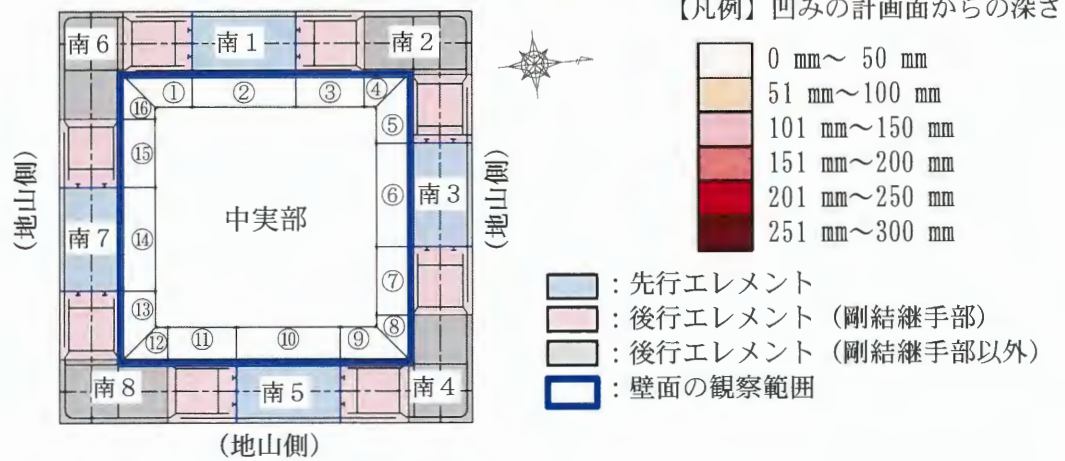 【凡例】凹みの計画面からの深さ
0 mm～ 50 mm
51 mm～100 mm
101 mm～150 mm
151 mm～200 mm
201 mm～250 mm
251 mm～300 mm
：先行エレメント
：後行エレメント（剛結継手部）
：後行エレメント（剛結継手部以外）
：壁面の観察範囲
南6
南1
南2
①
②
③
④
⑯
⑤
⑮
(地山側)
南7
⑭
中実部
⑥
南3
(地山側)
⑦
⑬
⑧
⑫
⑪
⑩
⑨
南8
南5
南4
(地山側)